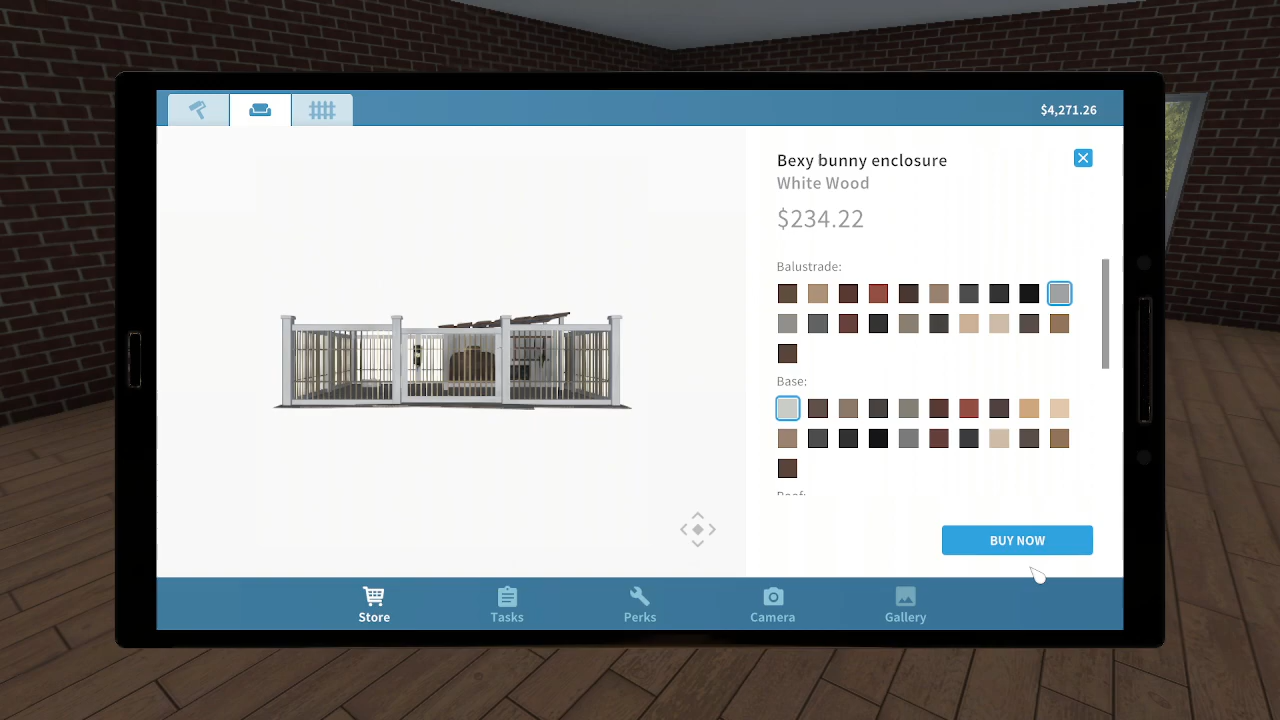 $4,271.26
Bexy bunny enclosure
White Wood
$234.22
Balustrade:
Base:
BUY NOW
Store
Tasks
Perks
Camera
Gallery